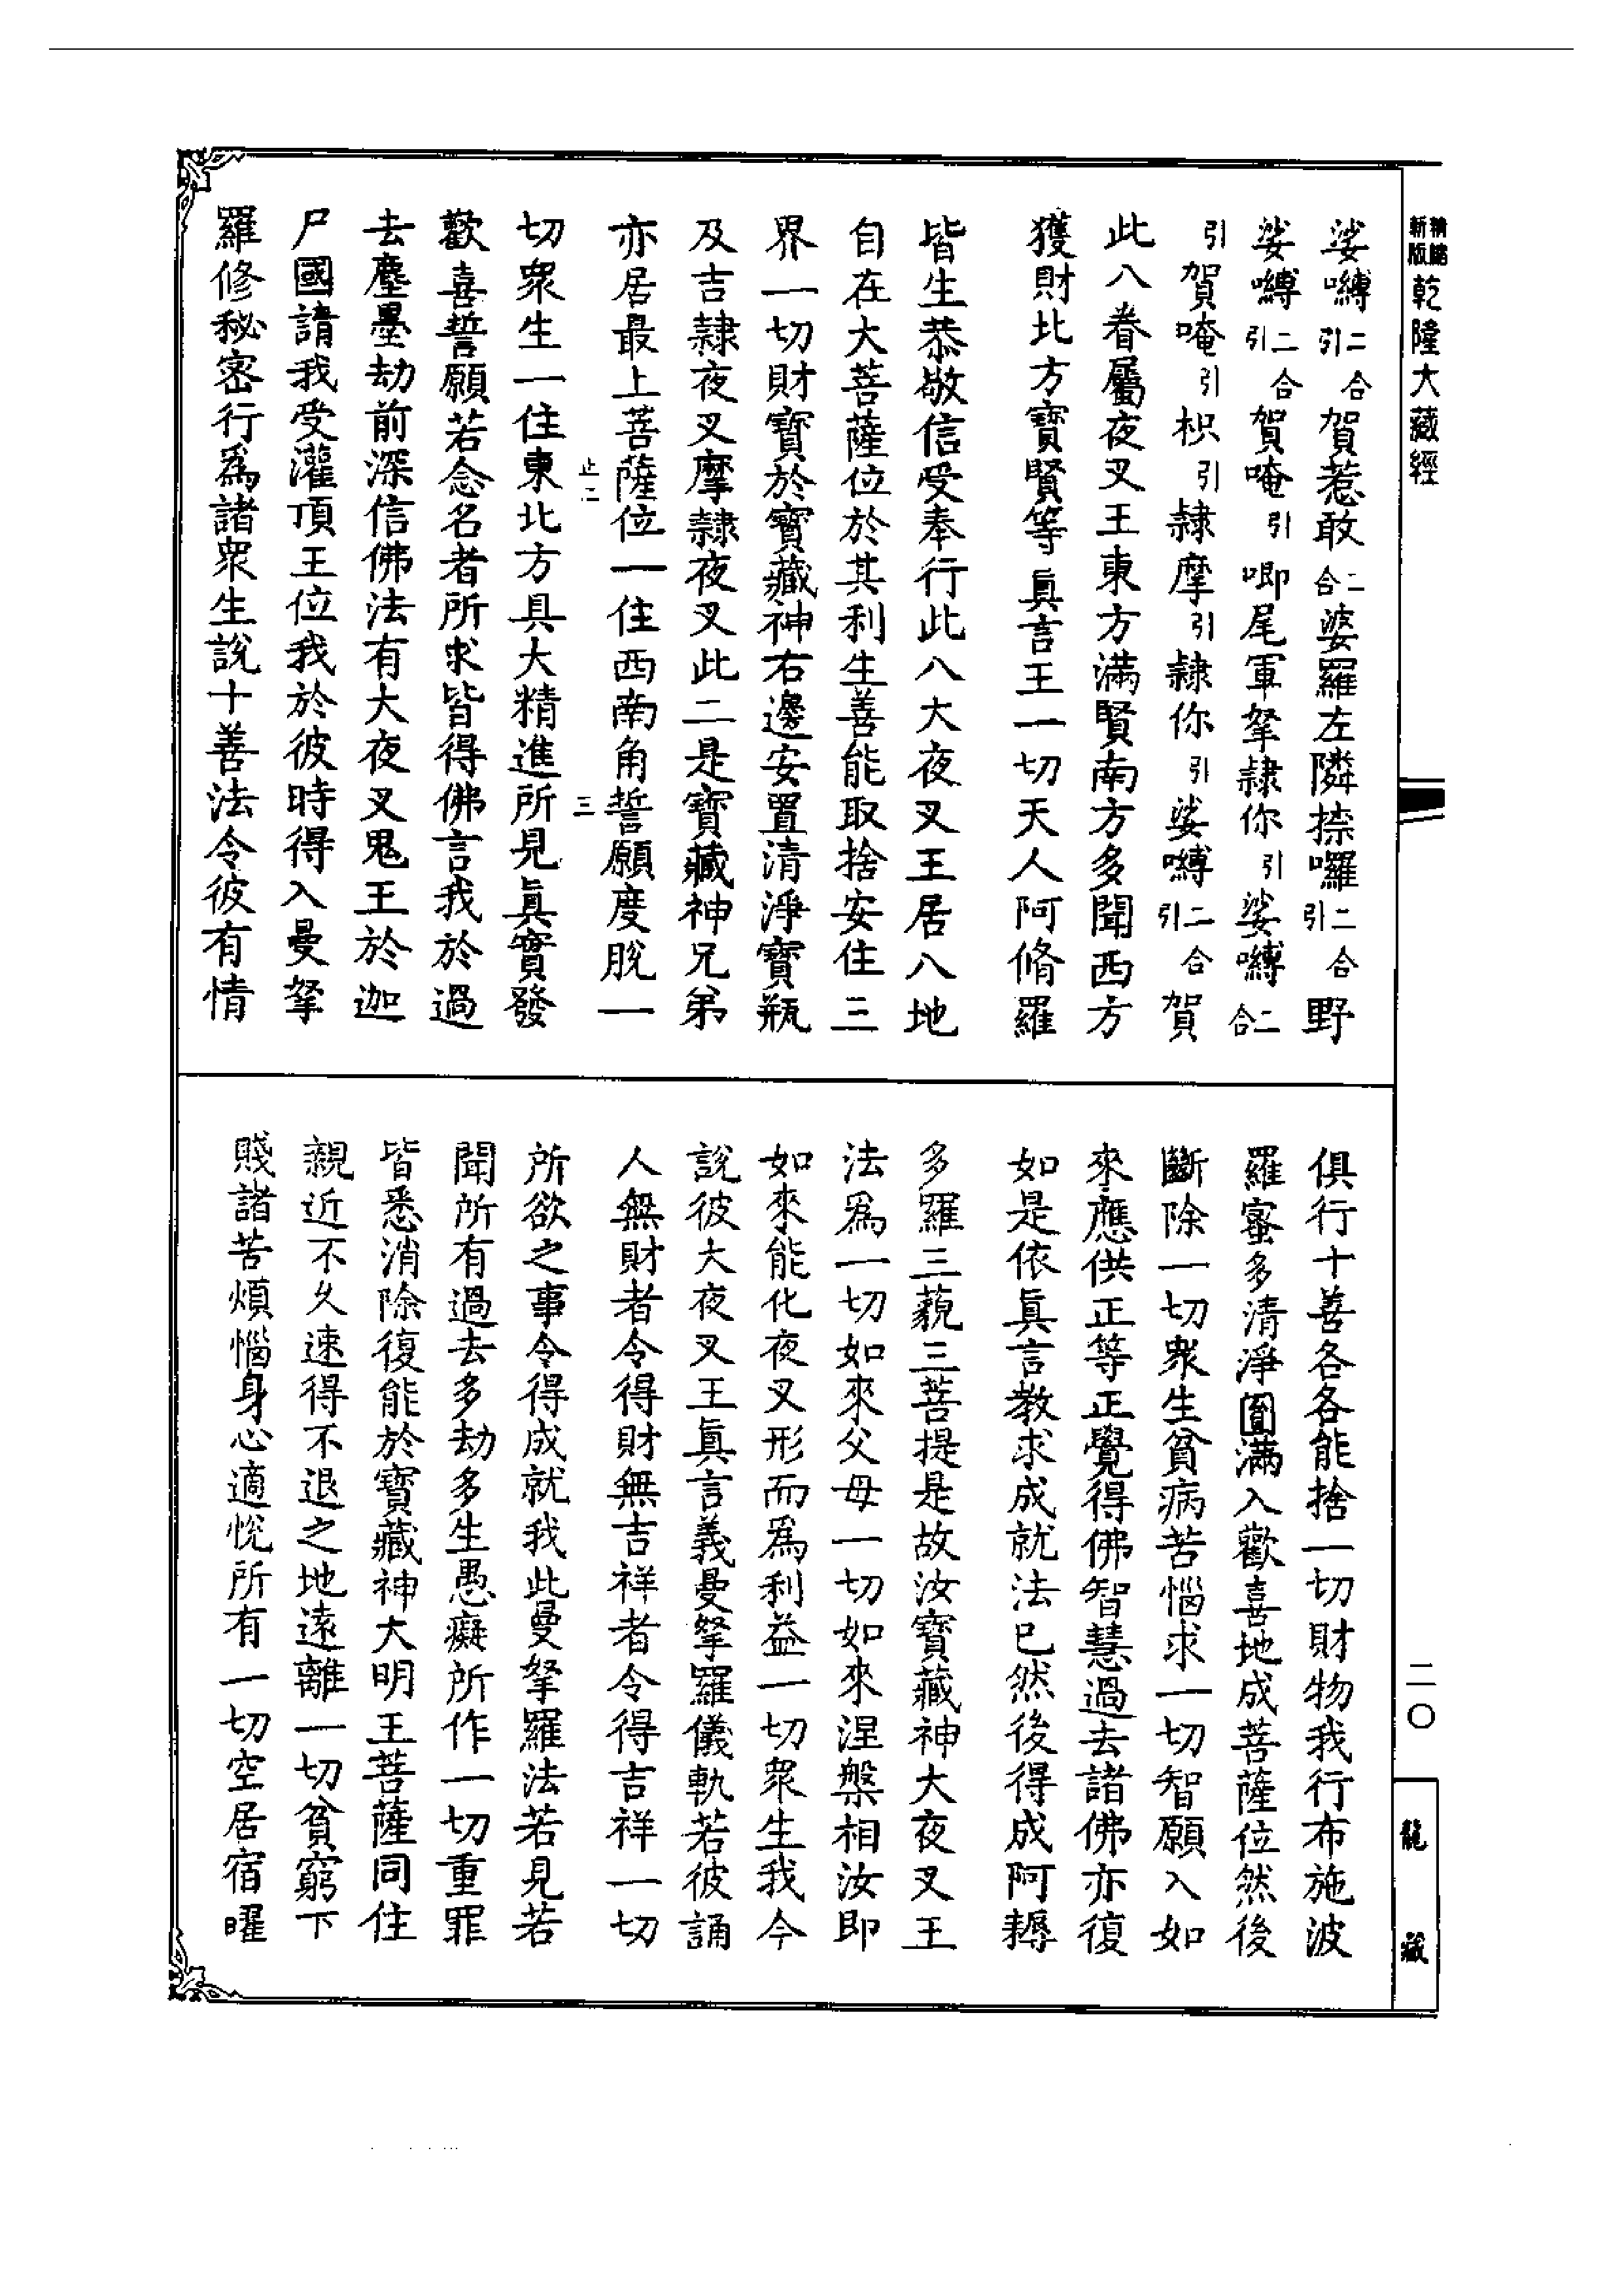 新編縮版乾隆大藏經
娑嚩二合引賀惹敢二合婆羅左隣捺囉二合引野
娑嚩二合引賀唵引唧尾軍拏隷你引娑嚩二合
引賀唵引枳引隷摩引隷你引娑嚩二合引賀
此八眷屬夜叉王東方滿賢南方多聞西方
獲財北方寶賢等真言王一切天人阿脩羅
皆生恭敬信受奉行此八大夜叉王居八地
自在大菩薩位於其利生善能取捨安住三
界一切財寶於寶藏神右邊安置清淨寶瓶
及吉隷夜叉摩隷夜叉此二是寶藏神兄弟
亦居最上菩薩位一住西南角誓願度脫一
止二 三
切衆生一住東北方具大精進所見真實發
歡喜誓願若念名者所求皆得佛言我於過
去塵墨劫前深信佛法有大夜叉鬼王於迦
尸國請我受灌頂王位我於彼時得入曼拏
羅修秘密行爲諸衆生說十善法令彼有情
俱行十善各各能捨一切財物我行布施波
羅蜜多清淨圓滿入歡喜地成菩薩位然後
斷除一切衆生貧病苦惱求一切智願入如
來應供正等正覺得佛智慧過去諸佛亦復
如是依真言教求成就法已然後得成阿耨
多羅三藐三菩提是故汝寶藏神大夜叉王
法爲一切如來父母一切如來涅槃相汝即
如來能化夜叉形而爲利益一切衆生我今
說彼大夜叉王真言義曼拏羅儀軌若彼誦
人無財者令得財無吉祥者令得吉祥一切
所欲之事令得成就我此曼拏羅法若見若
聞所有過去多劫多生愚癡所作一切重罪
皆悉消除復能於寶藏神大明王菩薩同住
親近不久速得不退之地遠離一切貧窮下
賤諸苦煩惱身心適悅所有一切空居宿曜
二〇
龍藏